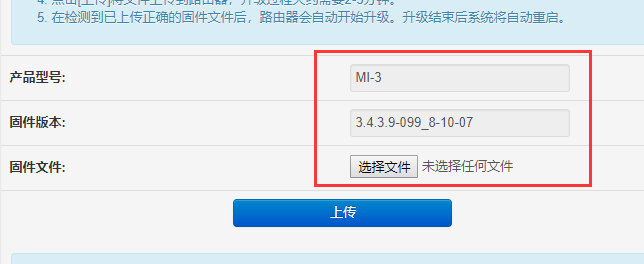 4. 点击[上传]将文件上传到路由器，升级过程大约需要2-3分钟。
5. 在检测到已上传正确的固件文件后，路由器会自动开始升级。升级结束后系统将自动重启。
产品型号: MI-3
固件版本: 3.4.3.9-099_8-10-07
固件文件: 选择文件 未选择任何文件
上传